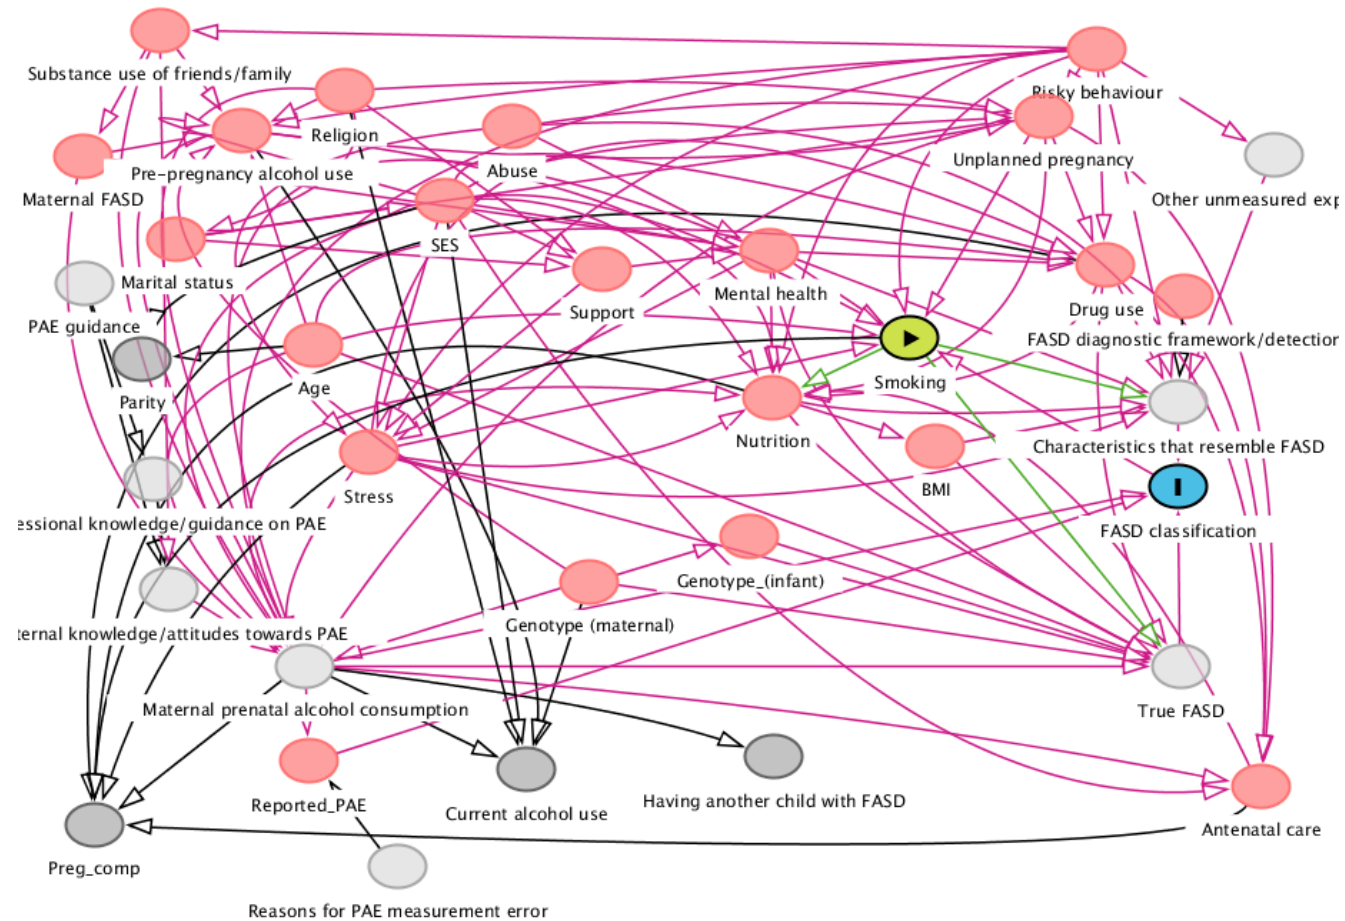 Substance use of friends/family
Risky behaviour
Religion
Unplanned pregnancy
Pre-pregnancy alcohol use
Abuse
Maternal FASD
Other unmeasured exp
SES
Marital status
Mental health
Support
Drug use
PAE guidance
FASD diagnostic framework/detection
Age
Smoking
Parity
Nutrition
Characteristics that resemble FASD
Stress
BMI
essional knowledge/guidance on PAE
FASD classification
Genotype_(infant)
Genotype (maternal)
ternal knowledge/attitudes towards PAE
Maternal prenatal alcohol consumption
True FASD
Reported_PAE
Having another child with FASD
Current alcohol use
Antenatal care
Preg_comp
Reasons for PAE measurement error